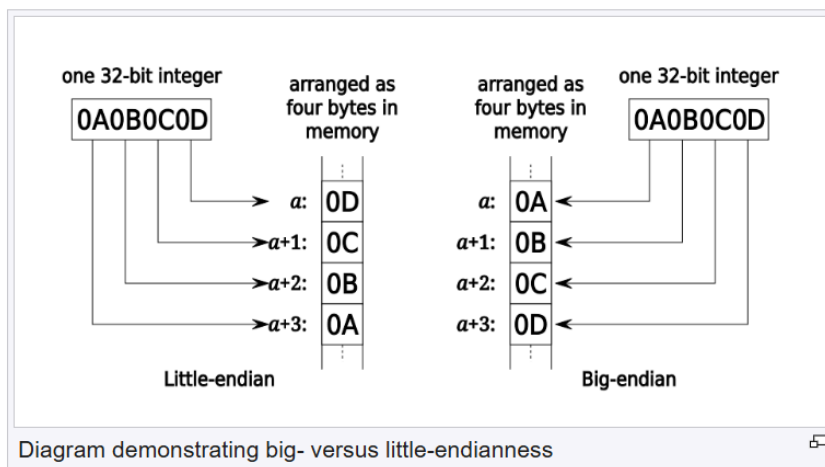 one 32-bit integer
0A0B0C0D
arranged as
four bytes in
memory
a: 0D
a+1: 0C
a+2: 0B
a+3: 0A
Little-endian
arranged as
four bytes in
memory
one 32-bit integer
0A0B0C0D
a: 0A
a+1: 0B
a+2: 0C
a+3: 0D
Big-endian
Diagram demonstrating big- versus little-endianness